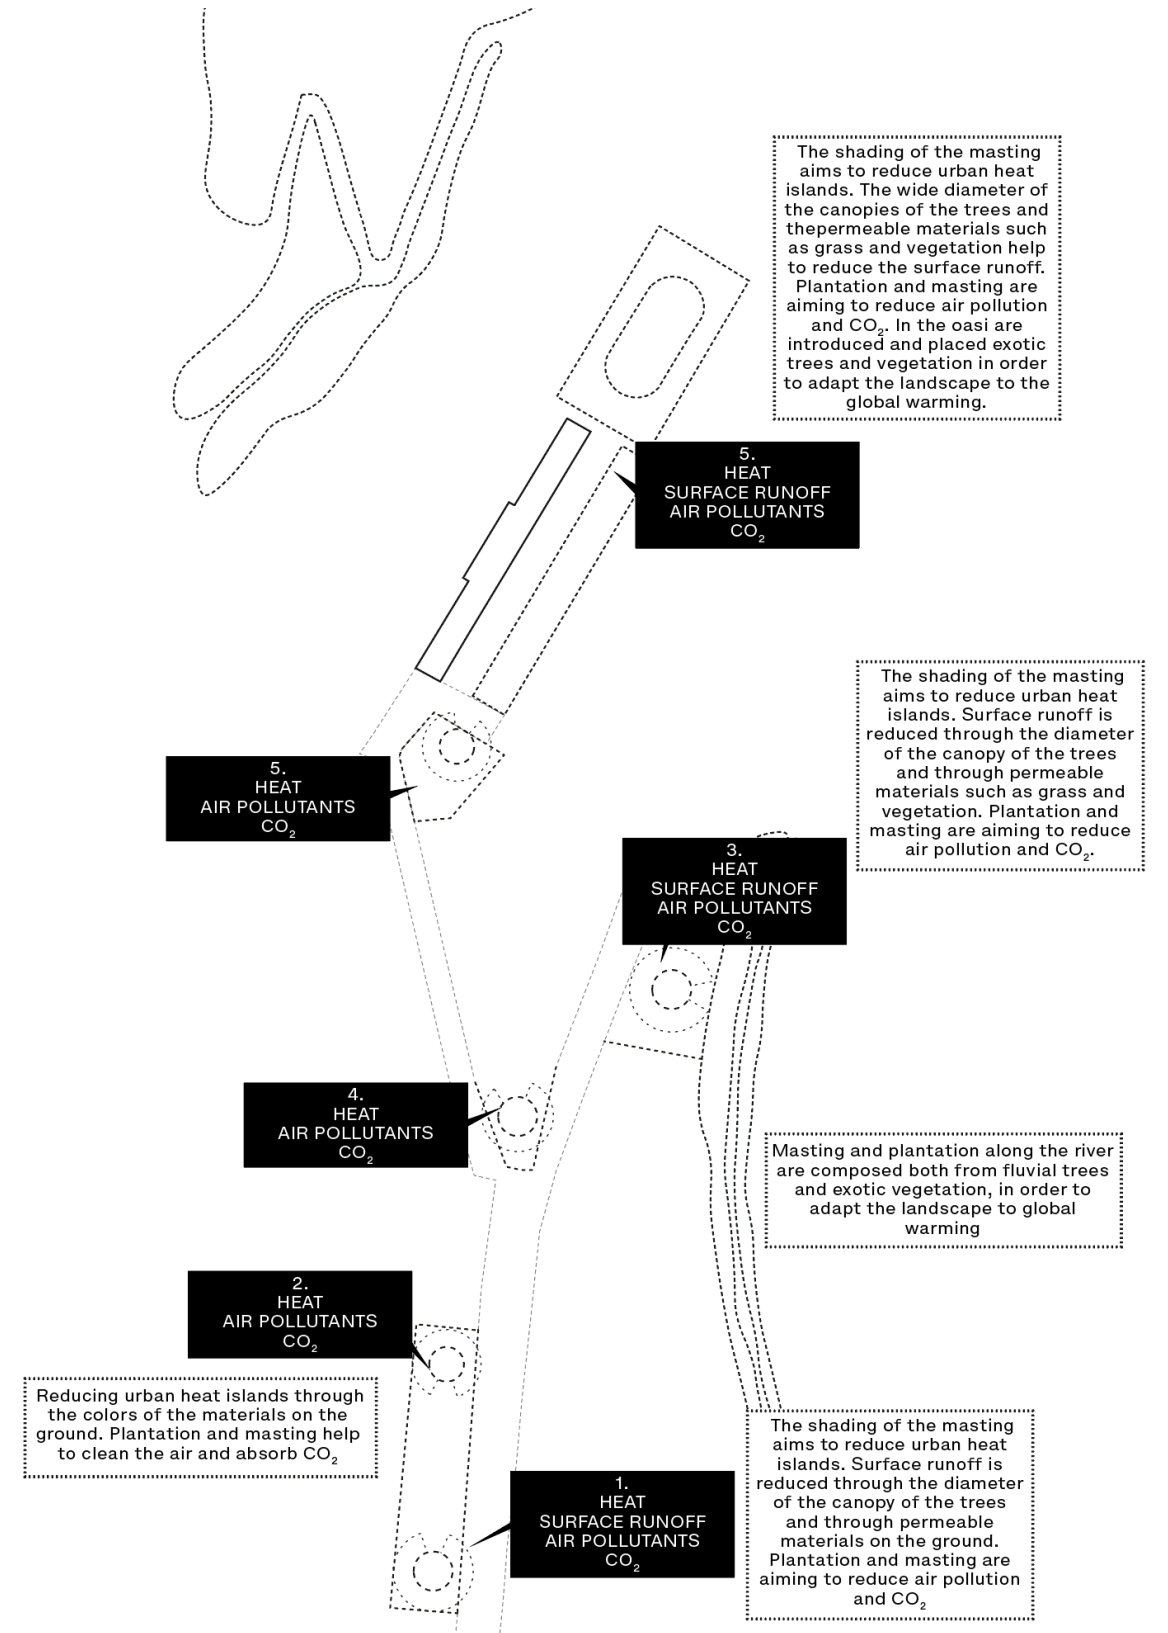 The shading of the masting
aims to reduce urban heat
islands. The wide diameter of
the canopies of the trees and
thepermeable materials such
as grass and vegetation help
to reduce the surface runoff.
Plantation and masting are
aiming to reduce air pollution
and CO₂. In the oasi are
introduced and placed exotic
trees and vegetation in order
to adapt the landscape to the
global warming.
5.
HEAT
SURFACE RUNOFF
AIR POLLUTANTS
CO₂
The shading of the masting
aims to reduce urban heat
islands. Surface runoff is
reduced through the diameter
of the canopy of the trees
and through permeable
materials such as grass and
vegetation. Plantation and
masting are aiming to reduce
air pollution and CO₂.
5.
HEAT
AIR POLLUTANTS
CO₂
3.
HEAT
SURFACE RUNOFF
AIR POLLUTANTS
CO₂
4.
HEAT
AIR POLLUTANTS
CO₂
Masting and plantation along the river
are composed both from fluvial trees
and exotic vegetation, in order to
adapt the landscape to global
warming
2.
HEAT
AIR POLLUTANTS
CO₂
Reducing urban heat islands through
the colors of the materials on the
ground. Plantation and masting help
to clean the air and absorb CO₂
1.
HEAT
SURFACE RUNOFF
AIR POLLUTANTS
CO₂
The shading of the masting
aims to reduce urban heat
islands. Surface runoff is
reduced through the diameter
of the canopy of the trees
and through permeable
materials on the ground.
Plantation and masting are
aiming to reduce air pollution
and CO₂